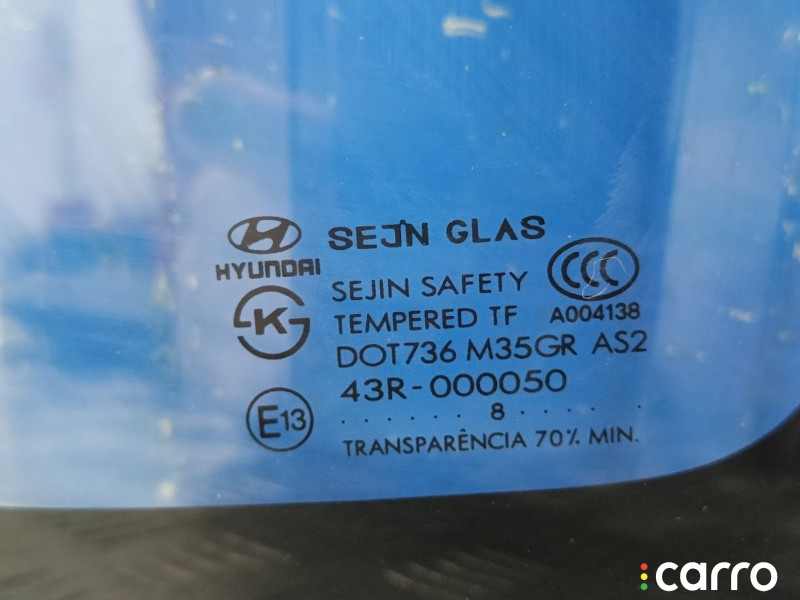 SEJIN GLAS
HYUNDAI
SEJIN SAFETY
CCC
K
TEMPERED TF
A004138
DOT736 M35GR AS2
43R-000050
E13
. . . . . . 8 . . . . .
TRANSPARÊNCIA 70% MIN.
carro